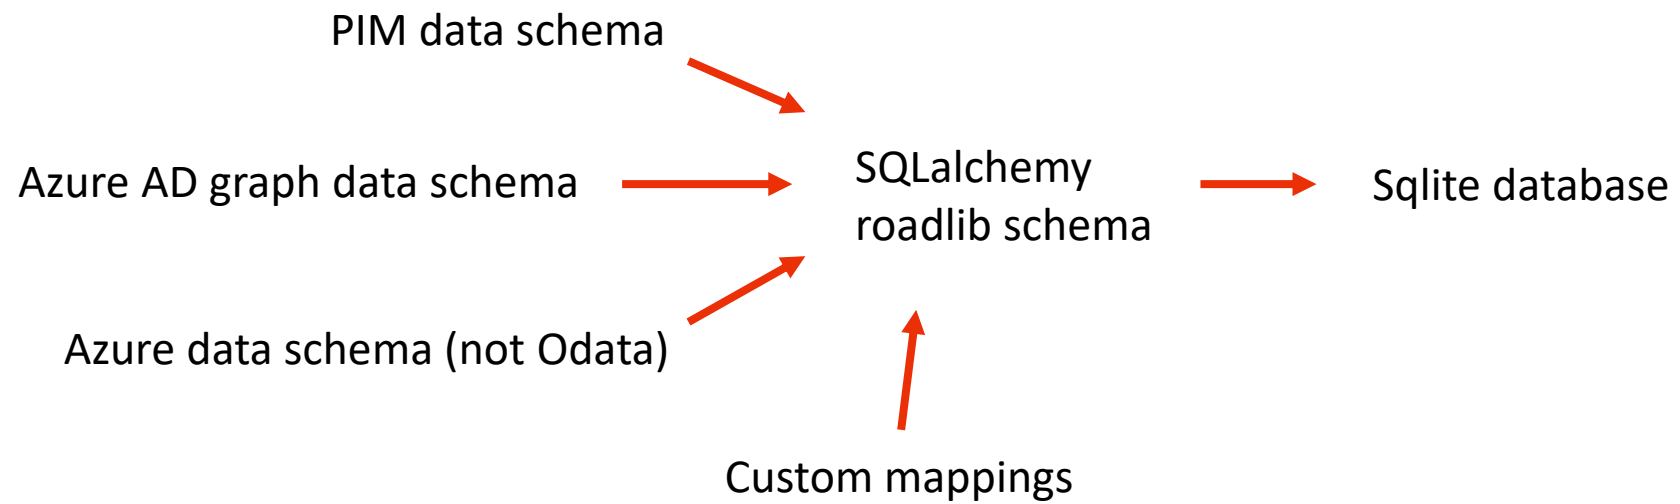 PIM data schema
Azure AD graph data schema
SQLalchemy
roadlib schema
Sqlite database
Azure data schema (not Odata)
Custom mappings